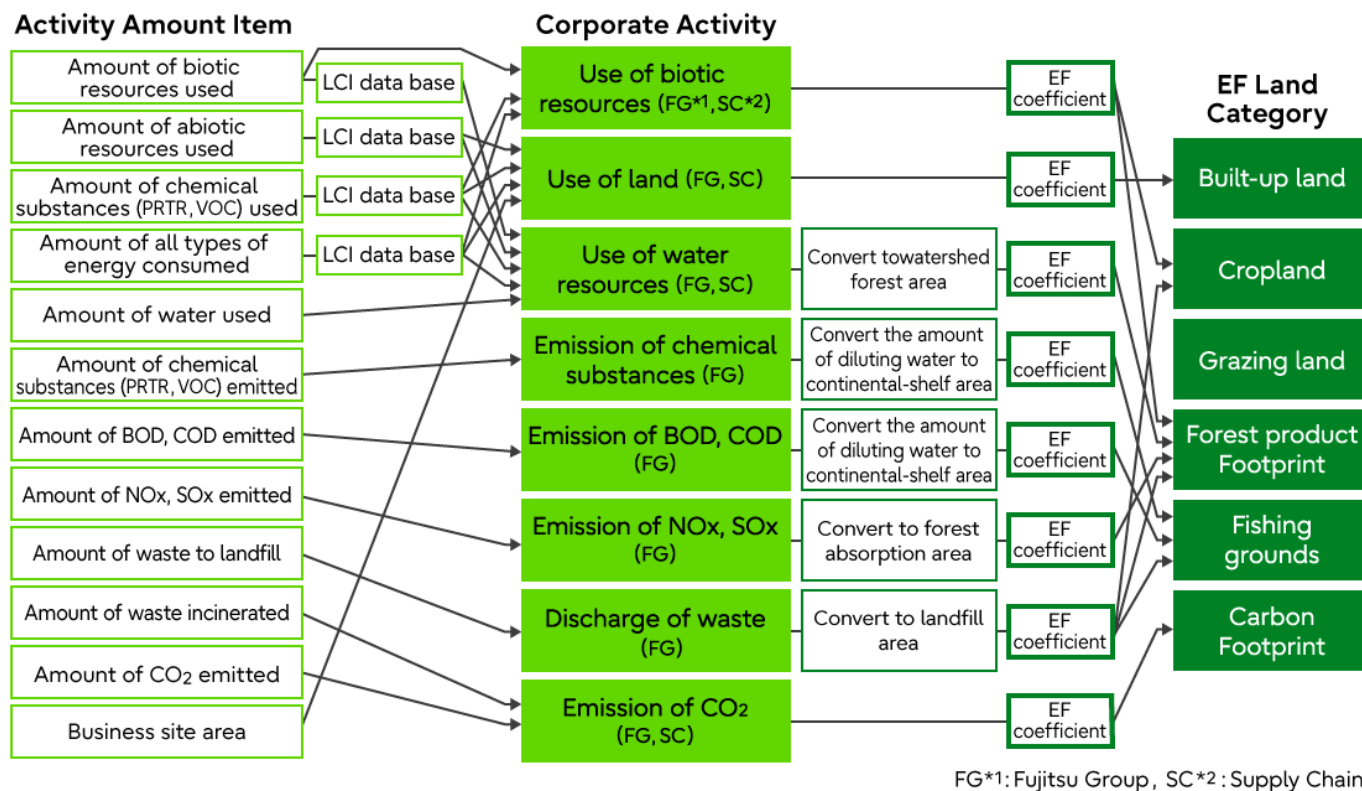 Activity Amount Item
Amount of biotic
resources used
Amount of abiotic
resources used
Amount of chemical
substances (PRTR, VOC) used
Amount of all types of
energy consumed
Amount of water used
Amount of chemical
substances (PRTR, VOC) emitted
Amount of BOD, COD emitted
Amount of NOx, SOx emitted
Amount of waste to landfill
Amount of waste incinerated
Amount of CO₂ emitted
Business site area
LCI data base
LCI data base
LCI data base
LCI data base
Corporate Activity
Use of biotic
resources (FG*1, SC*2)
Use of land (FG, SC)
Use of water
resources (FG, SC)
Emission of chemical
substances (FG)
Emission of BOD, COD
(FG)
Emission of NOx, SOx
(FG)
Discharge of waste
(FG)
Emission of CO₂
(FG, SC)
Convert towatershed
forest area
Convert the amount
of diluting water to
continental-shelf area
Convert the amount
of diluting water to
continental-shelf area
Convert to forest
absorption area
Convert to landfill
area
EF
coefficient
EF
coefficient
EF
coefficient
EF
coefficient
EF
coefficient
EF
coefficient
EF
coefficient
EF
coefficient
EF Land
Category
Built-up land
Cropland
Grazing land
Forest product
Footprint
Fishing
grounds
Carbon
Footprint
FG*1: Fujitsu Group, SC*2: Supply Chain